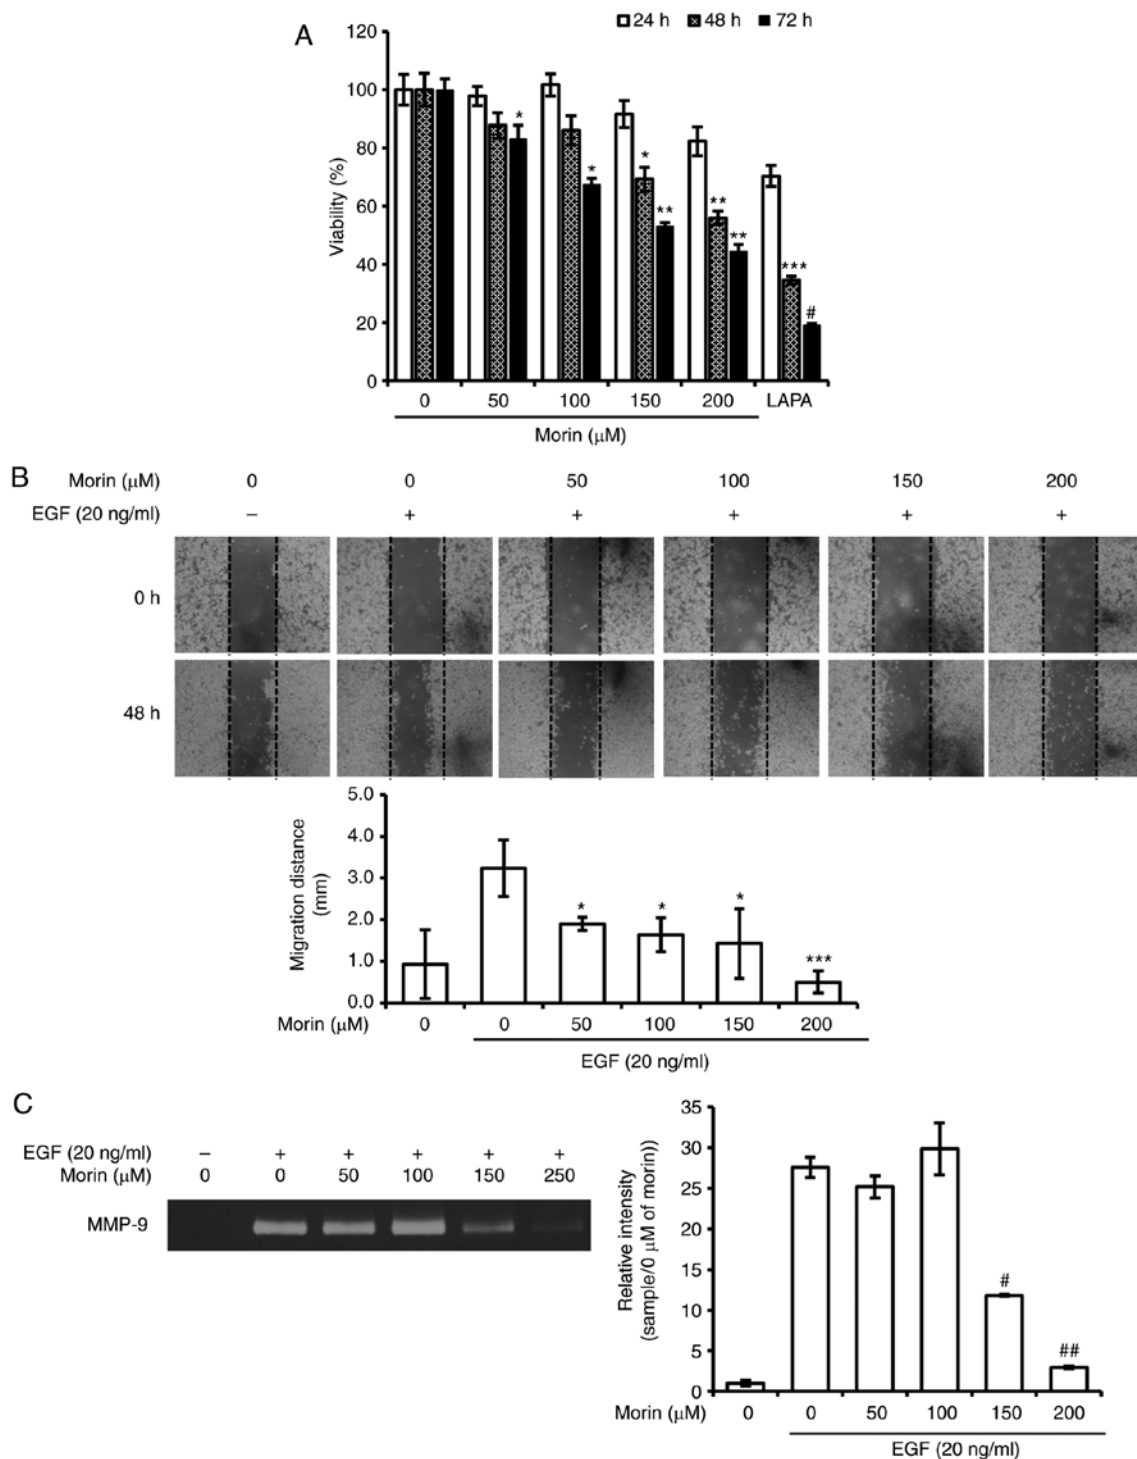 A
24 h 48 h 72 h
Viability (%)
120
100
80
60
40
20
0
* * * ** ** ** *** #
0 50 100 150 200 LAPA
Morin (μM)
B
Morin (μM) 0 0 50 100 150 200
EGF (20 ng/ml) – + + + + +
0 h
48 h
Migration distance
(mm)
5.0
4.0
3.0
2.0
1.0
0.0
* * * ***
Morin (μM) 0 0 50 100 150 200
EGF (20 ng/ml)
C
EGF (20 ng/ml) – + + + + +
Morin (μM) 0 0 50 100 150 250
MMP-9
Relative intensity
(sample/0 μM of morin))
35
30
25
20
15
10
5
0
# ##
Morin (μM) 0 0 50 100 150 200
EGF (20 ng/ml)